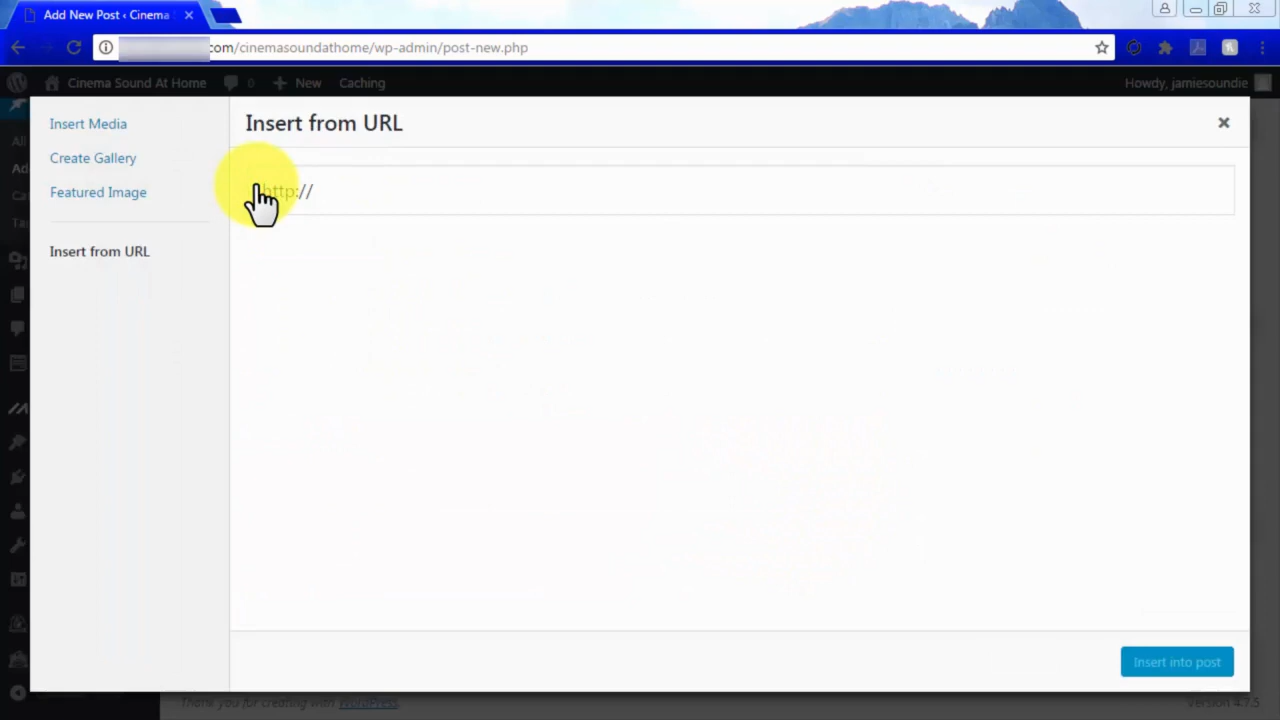 Add New Post ‹ Cinema
com/cinemasoundathome/wp-admin/post-new.php
Cinema Sound At Home 0 New Caching Howdy, jamiesoundie
Insert Media
Create Gallery
Featured Image
Insert from URL
Insert from URL
http://
All
Insert into post
Thank you for creating with WordPress.
Version 4.7.5